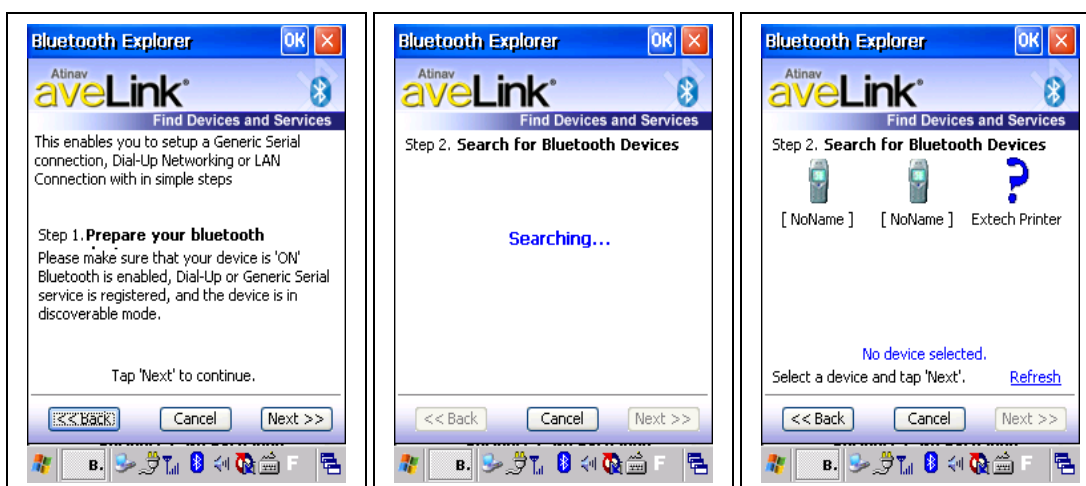 Bluetooth Explorer OK
Atinav
aveLink®
Find Devices and Services
This enables you to setup a Generic Serial
connection, Dial-Up Networking or LAN
Connection with in simple steps
Step 1.Prepare your bluetooth
Please make sure that your device is 'ON'
Bluetooth is enabled, Dial-Up or Generic Serial
service is registered, and the device is in
discoverable mode.
Tap 'Next' to continue.
<< Back Cancel Next >>
B. F
Bluetooth Explorer OK
Atinav
aveLink®
Find Devices and Services
Step 2. Search for Bluetooth Devices
Searching...
<< Back Cancel Next >>
B. F
Bluetooth Explorer OK
Atinav
aveLink®
Find Devices and Services
Step 2. Search for Bluetooth Devices
[ NoName ] [ NoName ] Extech Printer
No device selected.
Select a device and tap 'Next'. Refresh
<< Back Cancel Next >>
B. F